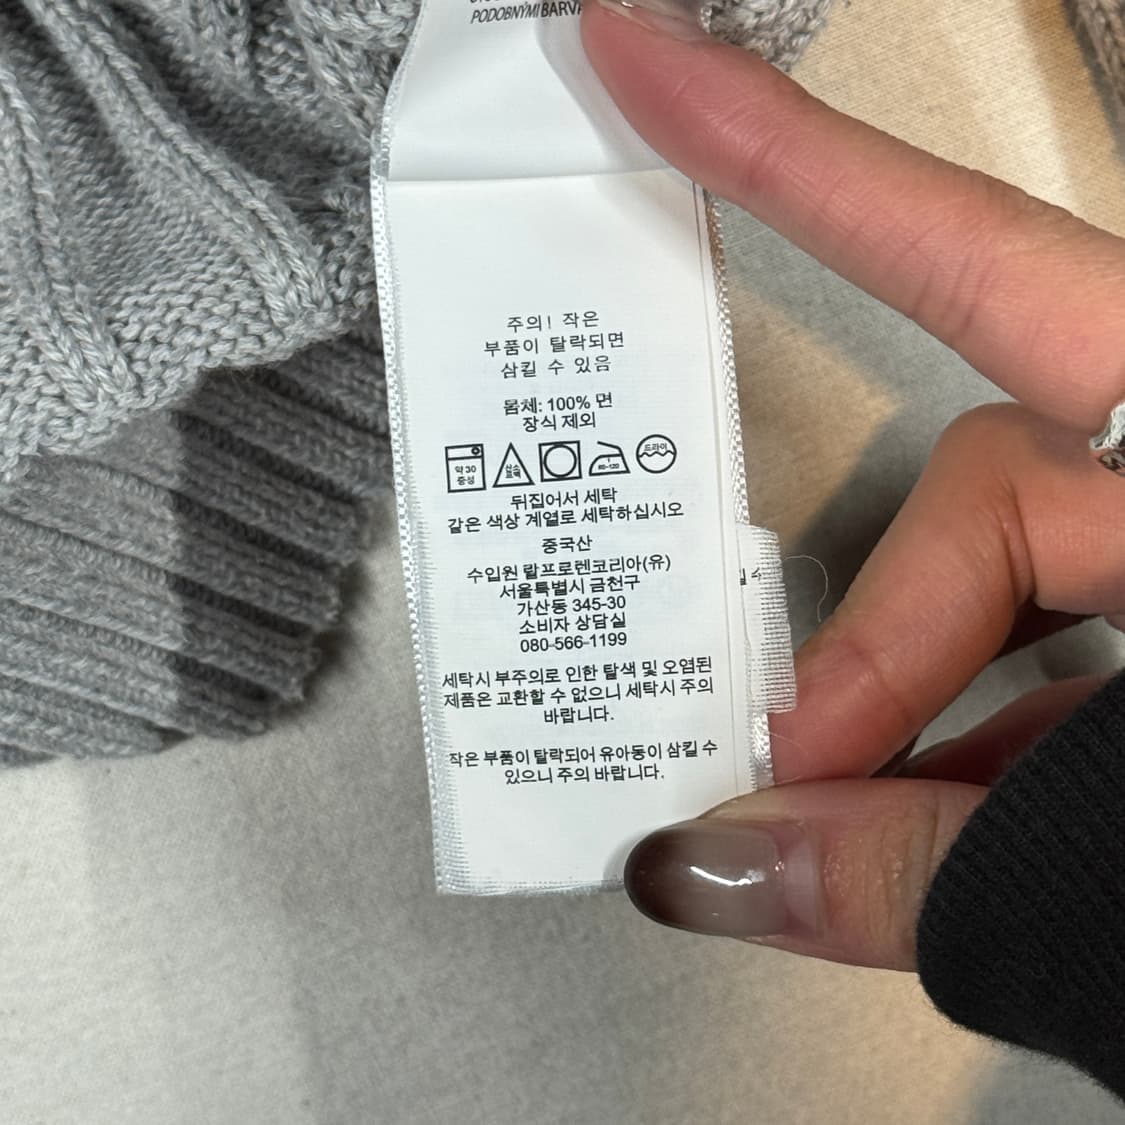 PODOBNÝMI BARV
주의! 작은
부품이 탈락되면
삼킬 수 있음
몸체: 100% 면
장식 제외
약 30
중성
산소
표백
80-120
드라이
뒤집어서 세탁
같은 색상 계열로 세탁하십시오
중국산
수입원 랄프로렌코리아(유)
서울특별시 금천구
가산동 345-30
소비자 상담실
080-566-1199
세탁시 부주의로 인한 탈색 및 오염된
제품은 교환할 수 없으니 세탁시 주의
바랍니다.
작은 부품이 탈락되어 유아동이 삼킬 수
있으니 주의 바랍니다.